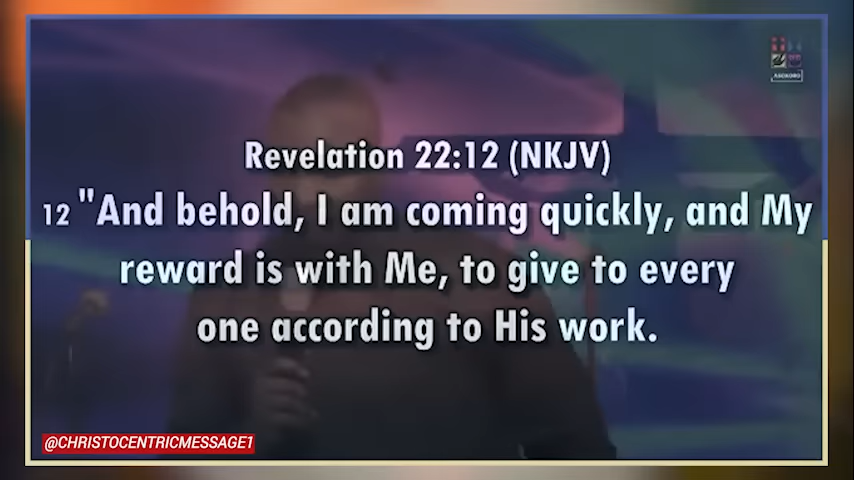 ASOKORO
Revelation 22:12 (NKJV)
12 "And behold, I am coming quickly, and My
reward is with Me, to give to every
one according to His work.
@CHRISTOCENTRICMESSAGE1